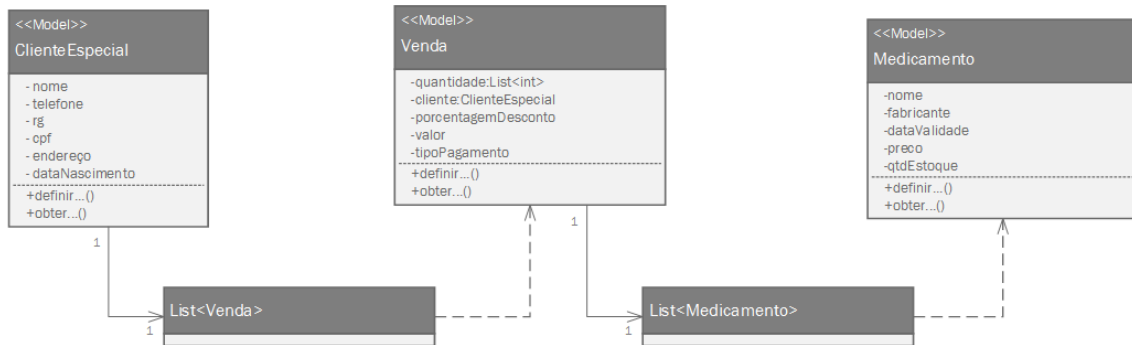 <<Model>>
ClienteEspecial
- nome
- telefone
- rg
- cpf
- endereço
- dataNascimento
+definir...()
+obter...()
1
<<Model>>
Venda
-quantidade:List<int>
-cliente:ClienteEspecial
-porcentagemDesconto
-valor
-tipoPagamento
+definir...()
+obter...()
1
<<Model>>
Medicamento
-nome
-fabricante
-dataValidade
-preco
-qtdEstoque
+definir...()
+obter...()
List<Venda>
1
List<Medicamento>
1